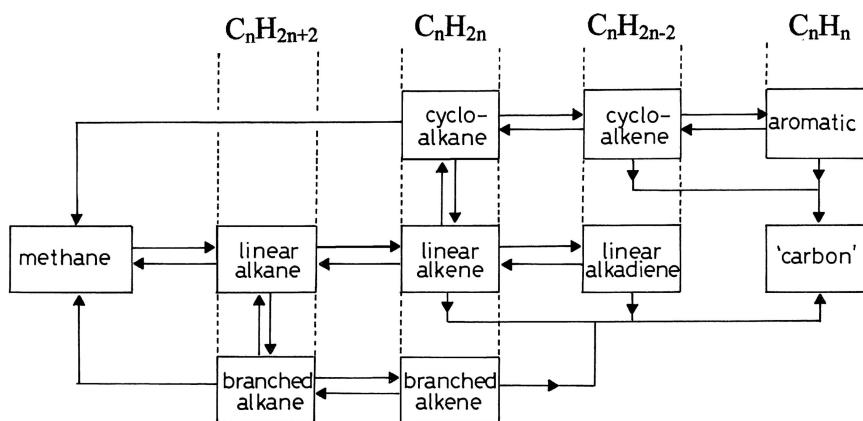 CₙH₂ₙ₊₂ CₙH₂ₙ CₙH₂ₙ₋₂ CₙHₙ
cyclo-
alkane
cyclo-
alkene
aromatic
methane
linear
alkane
linear
alkene
linear
alkadiene
'carbon'
branched
alkane
branched
alkene